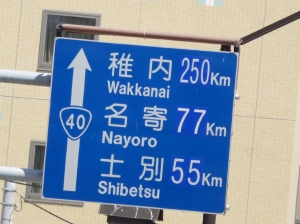 稚内 250Km
Wakkanai
名寄 77Km
Nayoro
40
士別 55Km
Shibetsu